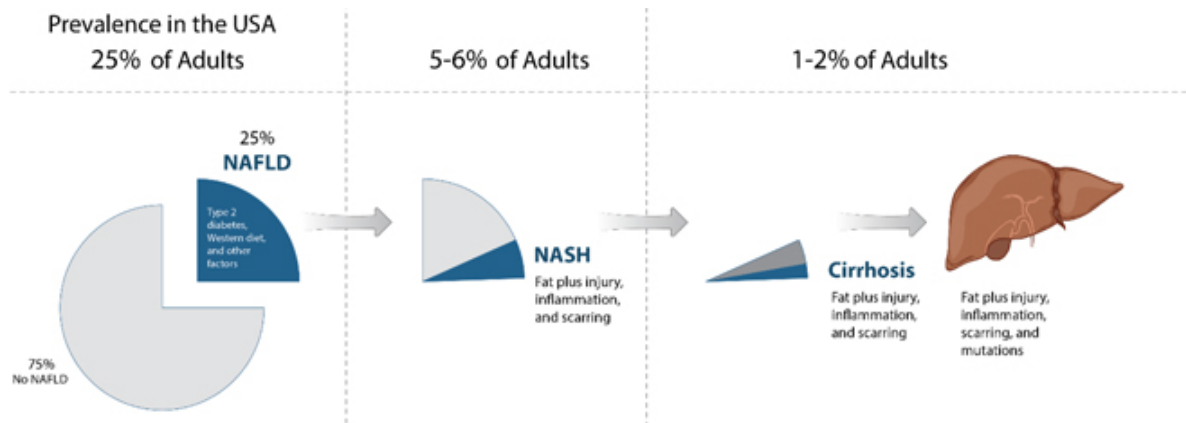 Prevalence in the USA
25% of Adults
5-6% of Adults
1-2% of Adults
25%
NAFLD
Type 2
diabetes,
Western diet,
and other
factors
75%
No NAFLD
NASH
Fat plus injury,
inflammation,
and scarring
Cirrhosis
Fat plus injury,
inflammation,
and scarring
Fat plus injury,
inflammation,
scarring, and
mutations